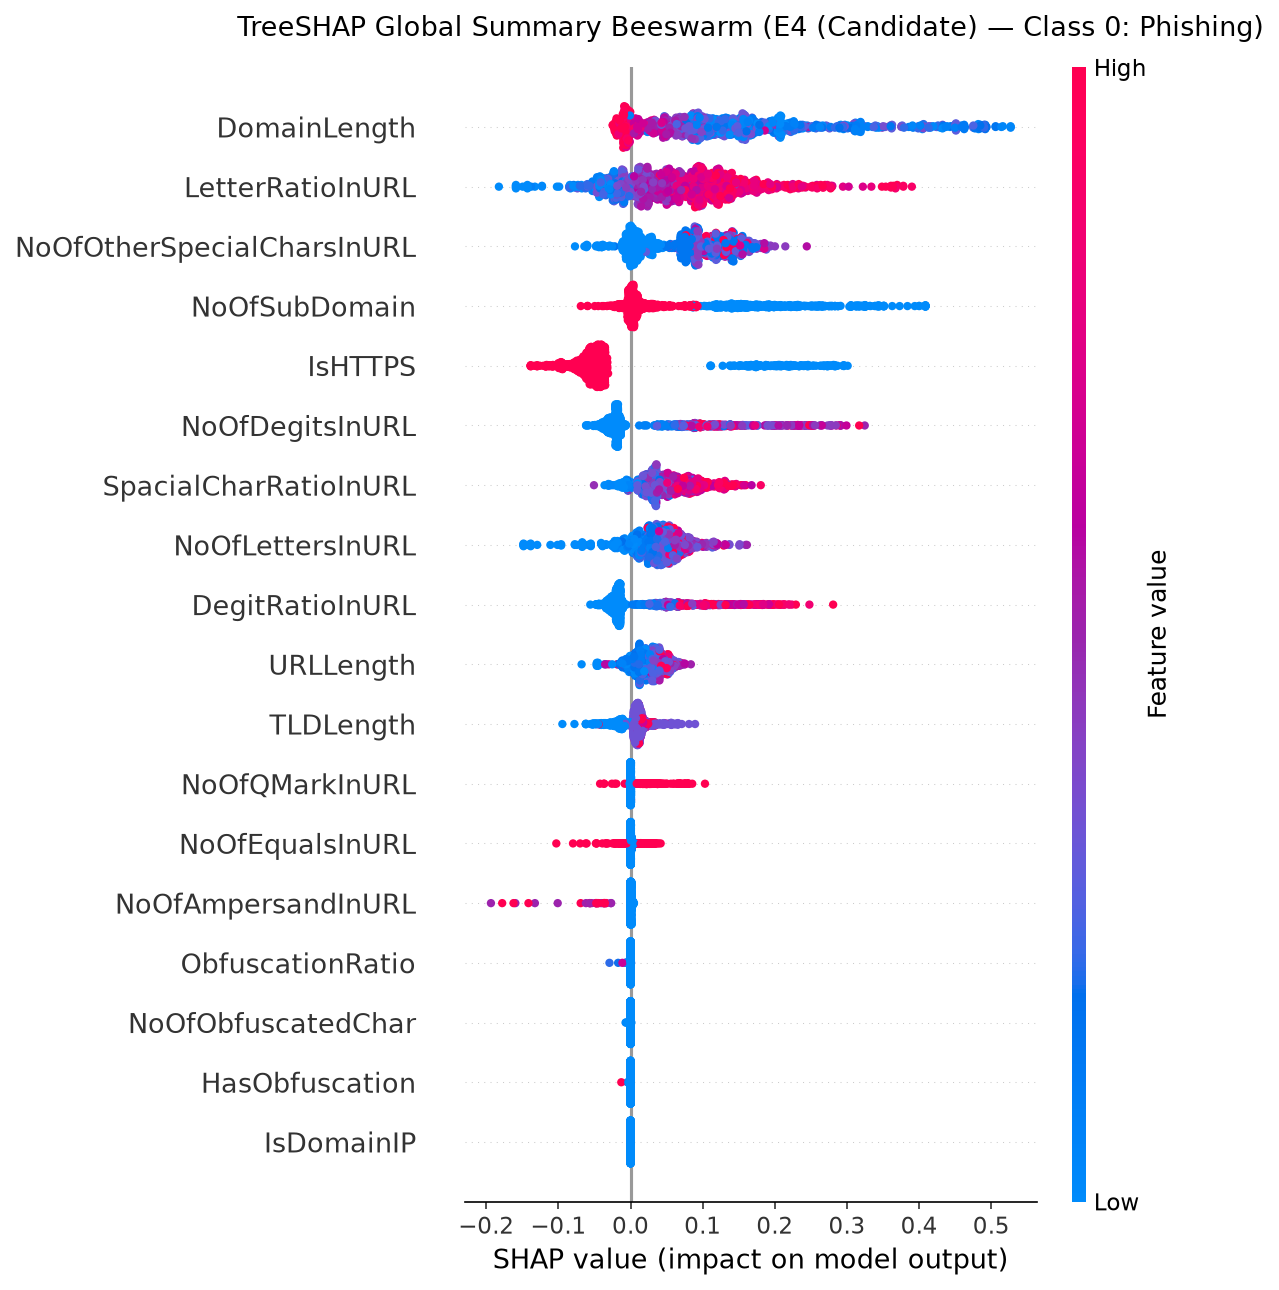 TreeSHAP Global Summary Beeswarm (E4 (Candidate) — Class 0: Phishing)
High
DomainLength
LetterRatioInURL
NoOfOtherSpecialCharsInURL
NoOfSubDomain
IsHTTPS
NoOfDegitsInURL
SpacialCharRatioInURL
NoOfLettersInURL
DegitRatioInURL
URLLength
TLDLength
NoOfQMarkInURL
NoOfEqualsInURL
NoOfAmpersandInURL
ObfuscationRatio
NoOfObfuscatedChar
HasObfuscation
IsDomainIP
Feature value
Low
−0.2 −0.1 0.0 0.1 0.2 0.3 0.4 0.5
SHAP value (impact on model output)